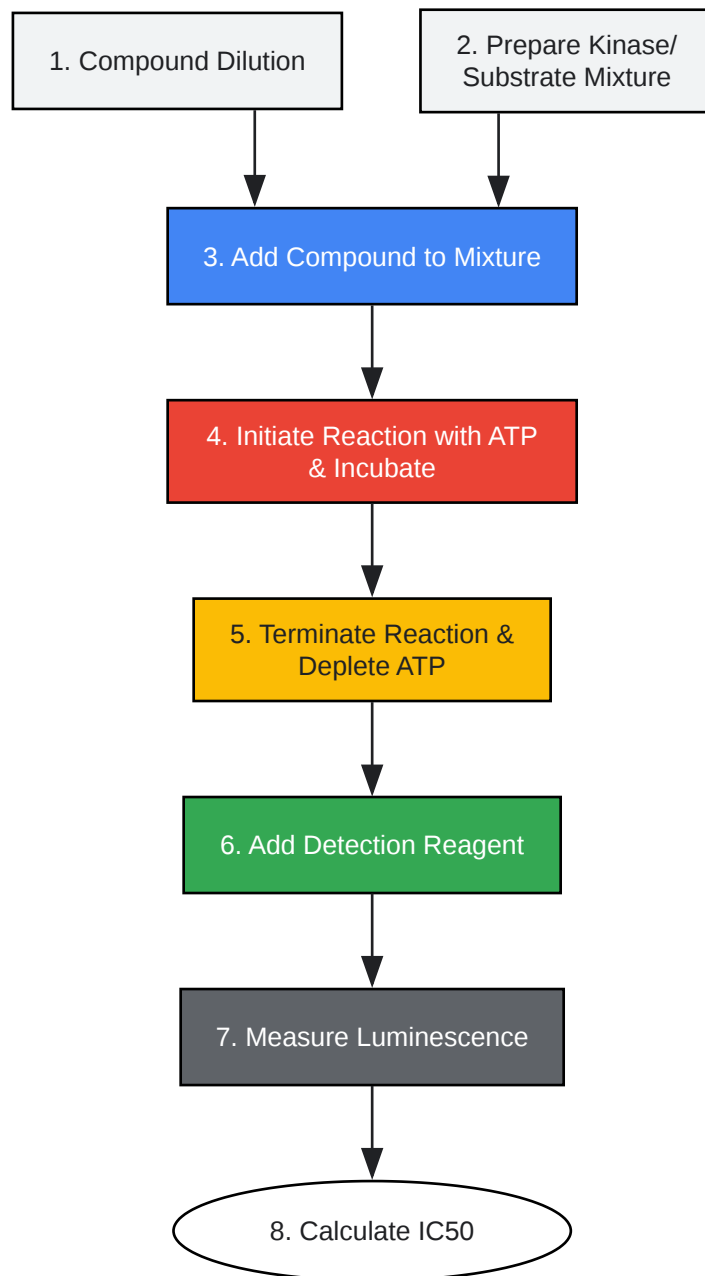 1. Compound Dilution
2. Prepare Kinase/
Substrate Mixture
3. Add Compound to Mixture
4. Initiate Reaction with ATP
& Incubate
5. Terminate Reaction &
Deplete ATP
6. Add Detection Reagent
7. Measure Luminescence
8. Calculate IC50